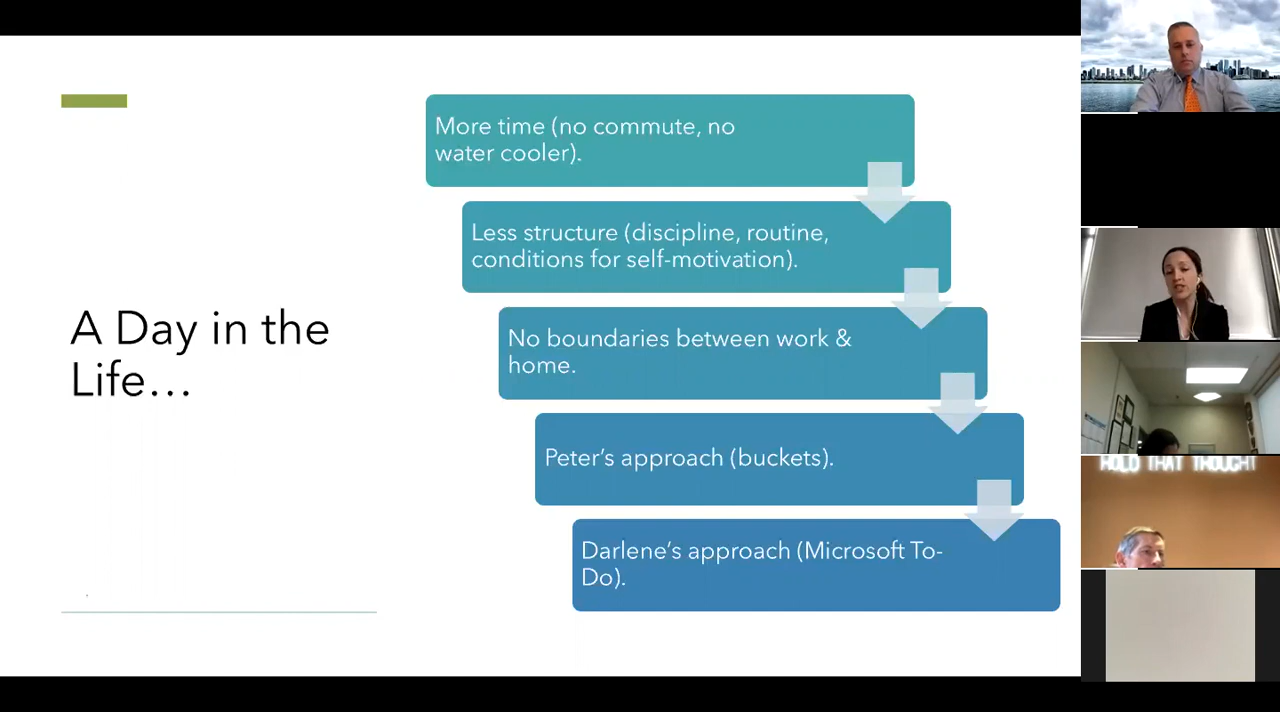 A Day in the
Life…
More time (no commute, no
water cooler).
Less structure (discipline, routine,
conditions for self-motivation).
No boundaries between work &
home.
Peter’s approach (buckets).
Darlene’s approach (Microsoft To-
Do).
HOLD THAT THOUGHT